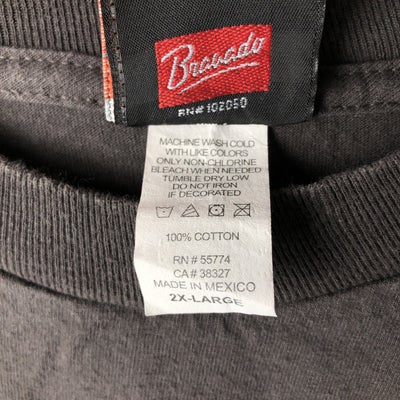 Bravado
RN# 102050
MACHINE WASH COLD
WITH LIKE COLORS
ONLY NON-CHLORINE
BLEACH WHEN NEEDED
TUMBLE DRY LOW
DO NOT IRON
IF DECORATED
100% COTTON
RN # 55774
CA # 38327
MADE IN MEXICO
2X-LARGE